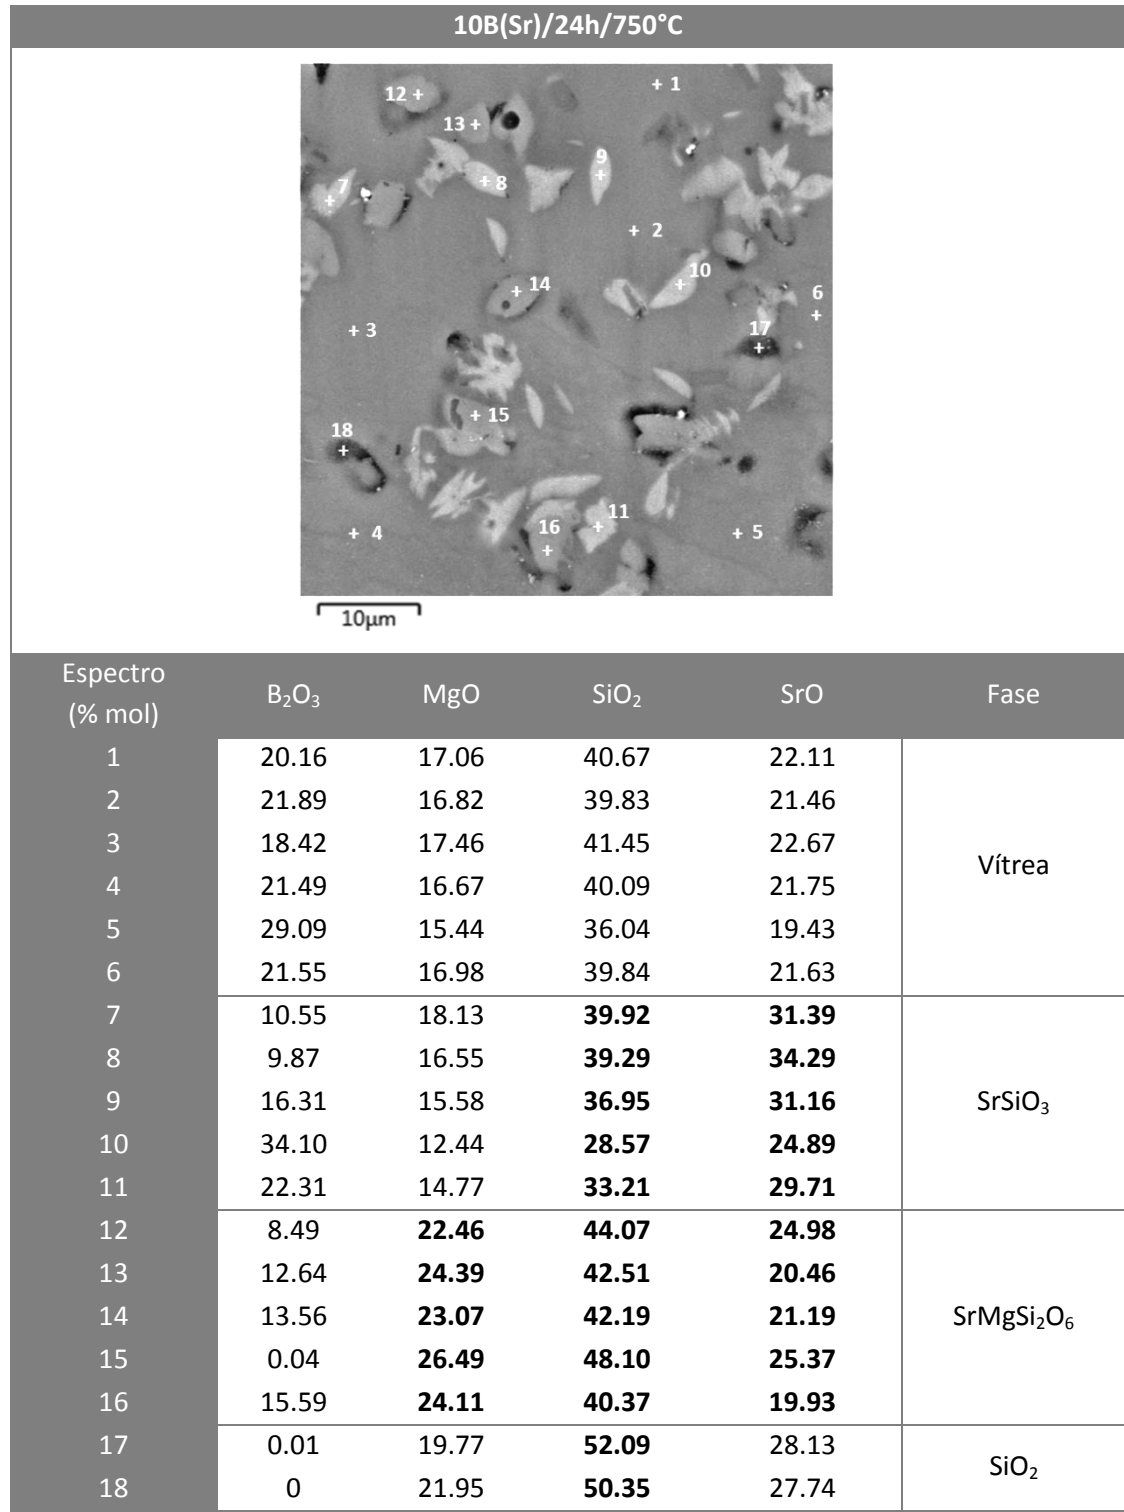 10B(Sr)/24h/750°C
12
1
13
9
8
7
2
10
14
6
3
17
15
18
11
16
4
5
10µm
Espectro (% mol) B₂O₃ MgO SiO₂ SrO Fase
1 20.16 17.06 40.67 22.11
2 21.89 16.82 39.83 21.46
3 18.42 17.46 41.45 22.67
Vítrea
4 21.49 16.67 40.09 21.75
5 29.09 15.44 36.04 19.43
6 21.55 16.98 39.84 21.63
7 10.55 18.13 39.92 31.39
8 9.87 16.55 39.29 34.29
9 16.31 15.58 36.95 31.16 SrSiO₃
10 34.10 12.44 28.57 24.89
11 22.31 14.77 33.21 29.71
12 8.49 22.46 44.07 24.98
13 12.64 24.39 42.51 20.46
14 13.56 23.07 42.19 21.19 SrMgSi₂O₆
15 0.04 26.49 48.10 25.37
16 15.59 24.11 40.37 19.93
17 0.01 19.77 52.09 28.13
SiO₂
18 0 21.95 50.35 27.74